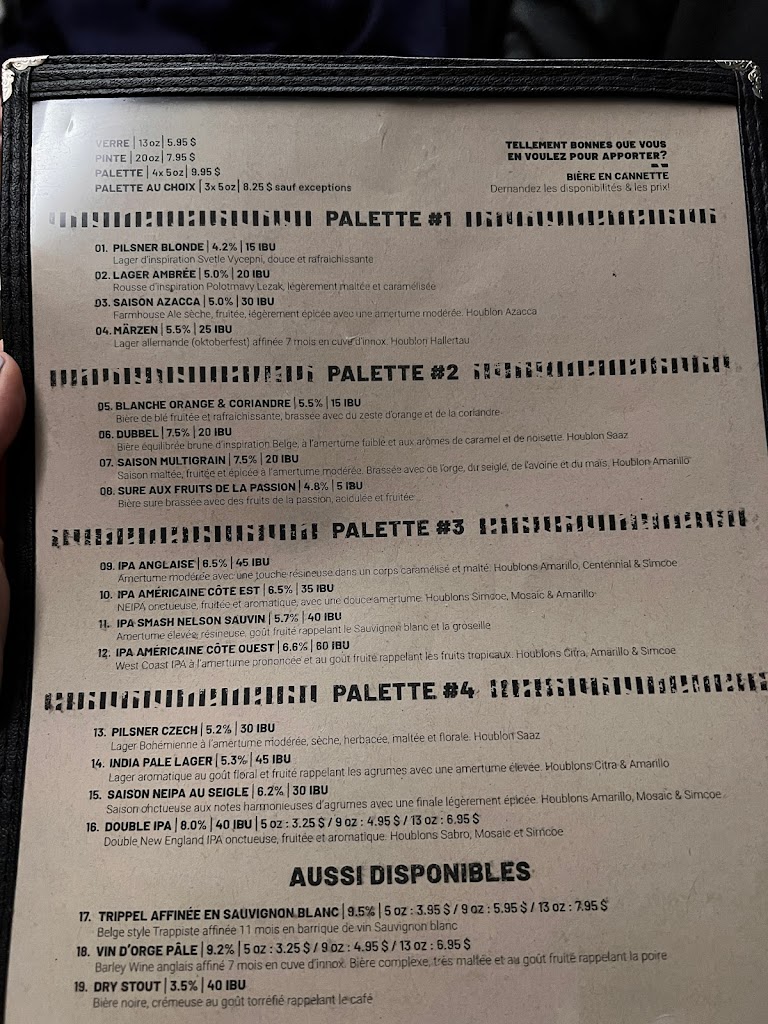 VERRE | 13oz | 5.95 $
PINTE | 20oz | 7.95 $
PALETTE | 4x 5oz | 9.95 $
PALETTE AU CHOIX | 3x 5oz | 8.25 $ sauf exceptions
TELLEMENT BONNES QUE VOUS
EN VOULEZ POUR APPORTER?
BIÈRE EN CANNETTE
Demandez les disponibilités & les prix!
PALETTE #1
01. PILSNER BLONDE | 4.2% | 15 IBU
Lager d'inspiration Svetle Vycepni, douce et rafraichissante
02. LAGER AMBRÉE | 5.0% | 20 IBU
Rousse d'inspiration Polotmavy Lezak, légèrement maltée et caramélisée
03. SAISON AZACCA | 5.0% | 30 IBU
Farmhouse Ale sèche, fruitée, légèrement épicée avec une amertume modérée. Houblon Azacca
04. MÄRZEN | 5.5% | 25 IBU
Lager allemande (oktoberfest) affinée 7 mois en cuve d'innox. Houblon Hallertau
PALETTE #2
05. BLANCHE ORANGE & CORIANDRE | 5.5% | 15 IBU
Bière de blé fruitée et rafraichissante, brassée avec du zeste d'orange et de la coriandre
06. DUBBEL | 7.5% | 20 IBU
Bière équilibrée brune d'inspiration Belge, à l'amertume faible et aux arômes de caramel et de noisette. Houblon Saaz
07. SAISON MULTIGRAIN | 7.5% | 20 IBU
Saison maltée, fruitée et épicée à l'amertume modérée. Brassée avec de l'orge, du seigle, de l'avoine et du maïs. Houblon Amarillo
08. SURE AUX FRUITS DE LA PASSION | 4.8% | 5 IBU
Bière sure brassée avec des fruits de la passion, acidulée et fruitée
PALETTE #3
09. IPA ANGLAISE | 6.5% | 45 IBU
Amertume modérée avec une touche résineuse dans un corps caramélisé et malté. Houblons Amarillo, Centennial & Simcoe
10. IPA AMÉRICAINE CÔTE EST | 6.5% | 35 IBU
NEIPA onctueuse, fruitée et aromatique, avec une douce amertume. Houblons Simcoe, Mosaic & Amarillo
11. IPA SMaSH NELSON SAUVIN | 5.7% | 40 IBU
Amertume élevée, résineuse, goût fruité rappelant le Sauvignon blanc et la groseille
12. IPA AMÉRICAINE CÔTE OUEST | 6.6% | 60 IBU
West Coast IPA à l'amertume prononcée et au goût fruité rappelant les fruits tropicaux. Houblons Citra, Amarillo & Simcoe
PALETTE #4
13. PILSNER CZECH | 5.2% | 30 IBU
Lager Bohémienne à l'amertume modérée, sèche, herbacée, maltée et florale. Houblon Saaz
14. INDIA PALE LAGER | 5.3% | 45 IBU
Lager aromatique au goût floral et fruité rappelant les agrumes avec une amertume élevée. Houblons Citra & Amarillo
15. SAISON NEIPA AU SEIGLE | 6.2% | 30 IBU
Saison onctueuse aux notes harmonieuses d'agrumes avec une finale légèrement épicée. Houblons Amarillo, Mosaic & Simcoe
16. DOUBLE IPA | 8.0% | 40 IBU | 5 oz : 3.25 $ / 9 oz : 4.95 $ / 13 oz : 6.95 $
Double New England IPA onctueuse, fruitée et aromatique. Houblons Sabro, Mosaic et Simcoe
AUSSI DISPONIBLES
17. TRIPPEL AFFINÉE EN SAUVIGNON BLANC | 9.5% | 5 oz : 3.95 $ / 9 oz : 5.95 $ / 13 oz : 7.95 $
Belge style Trappiste affinée 11 mois en barrique de vin Sauvignon blanc
18. VIN D'ORGE PÂLE | 9.2% | 5 oz : 3.25 $ / 9 oz : 4.95 $ / 13 oz : 6.95 $
Barley Wine anglais affiné 7 mois en cuve d'innox. Bière complexe, très maltée et au goût fruité rappelant la poire
19. DRY STOUT | 3.5% | 40 IBU
Bière noire, crémeuse au goût torréfié rappelant le café